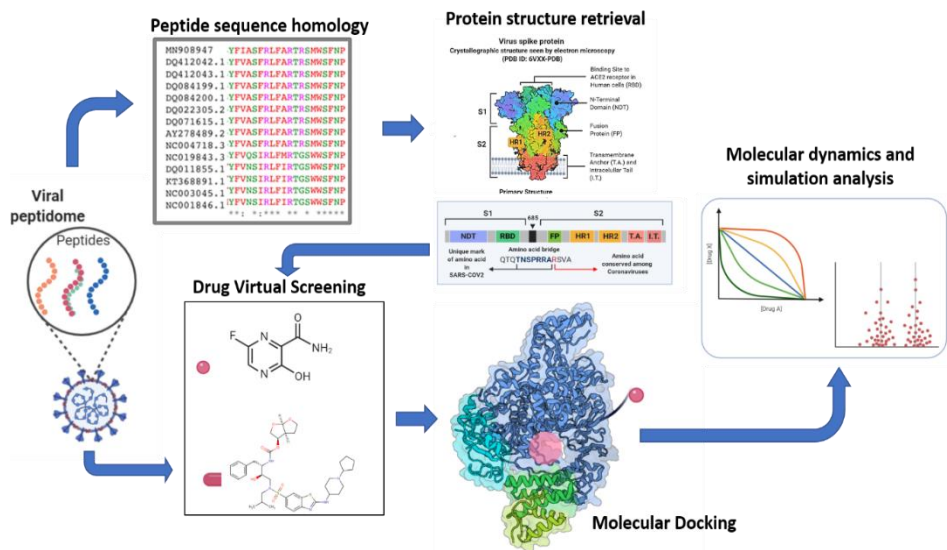 Peptide sequence homology
MN908947 YFIASFRLFARTRSMWSFNP
DQ412042.1 YFVASFRLFARTRSMWSFNP
DQ412043.1 YFVASFRLFARTRSMWSFNP
DQ084199.1 YFVASFRLFARTRSMWSFNP
DQ084200.1 YFVASFRLFARTRSMWSFNP
DQ022305.2 YFVASFRLFARTRSMWSFNP
DQ071615.1 YFVASFRLFARTRSMWSFNP
AY278489.2 YFVASFRLFARTRSMWSFNP
NC004718.3 YFVASFRLFARTRSMWSFNP
NC019843.3 YFVQSIRLFMRTGSWWSFNP
DQ011855.1 YFVNSIRLFIRTGSWWSFNP
KT368891.1 YFVNSIRLFIRTGSWWSFNP
NC003045.1 YFVNSIRLFIRTGSWWSFNP
NC001846.1 YFVNSIRLFIRTGSWWSFNP
Protein structure retrieval
Virus spike protein
Crystallographic structure seen by electron microscopy
(PDB ID: 6VXX-PDB)
Binding Site to
ACE2 receptor in
Human cells (RBD)
N-Terminal
Domain (NDT)
Fusion
Protein (FP)
Transmembrane
Anchor (T.A.) and
Intracellular Tail
(I.T.)
S1
S2
HR1
HR2
Primary Structure
S1 685 S2
NDT RBD FP HR1 HR2 T.A. I.T.
Unique mark
of amino acid
in
SARS-COV2
Amino acid bridge
QTQTNSPRRARSVA
Amino acid
conserved among
Coronaviruses
Viral
peptidome
Peptides
Drug Virtual Screening
F
N
N
O
NH₂
OH
Molecular Docking
Molecular dynamics and
simulation analysis
[Drug X]
[Drug A]